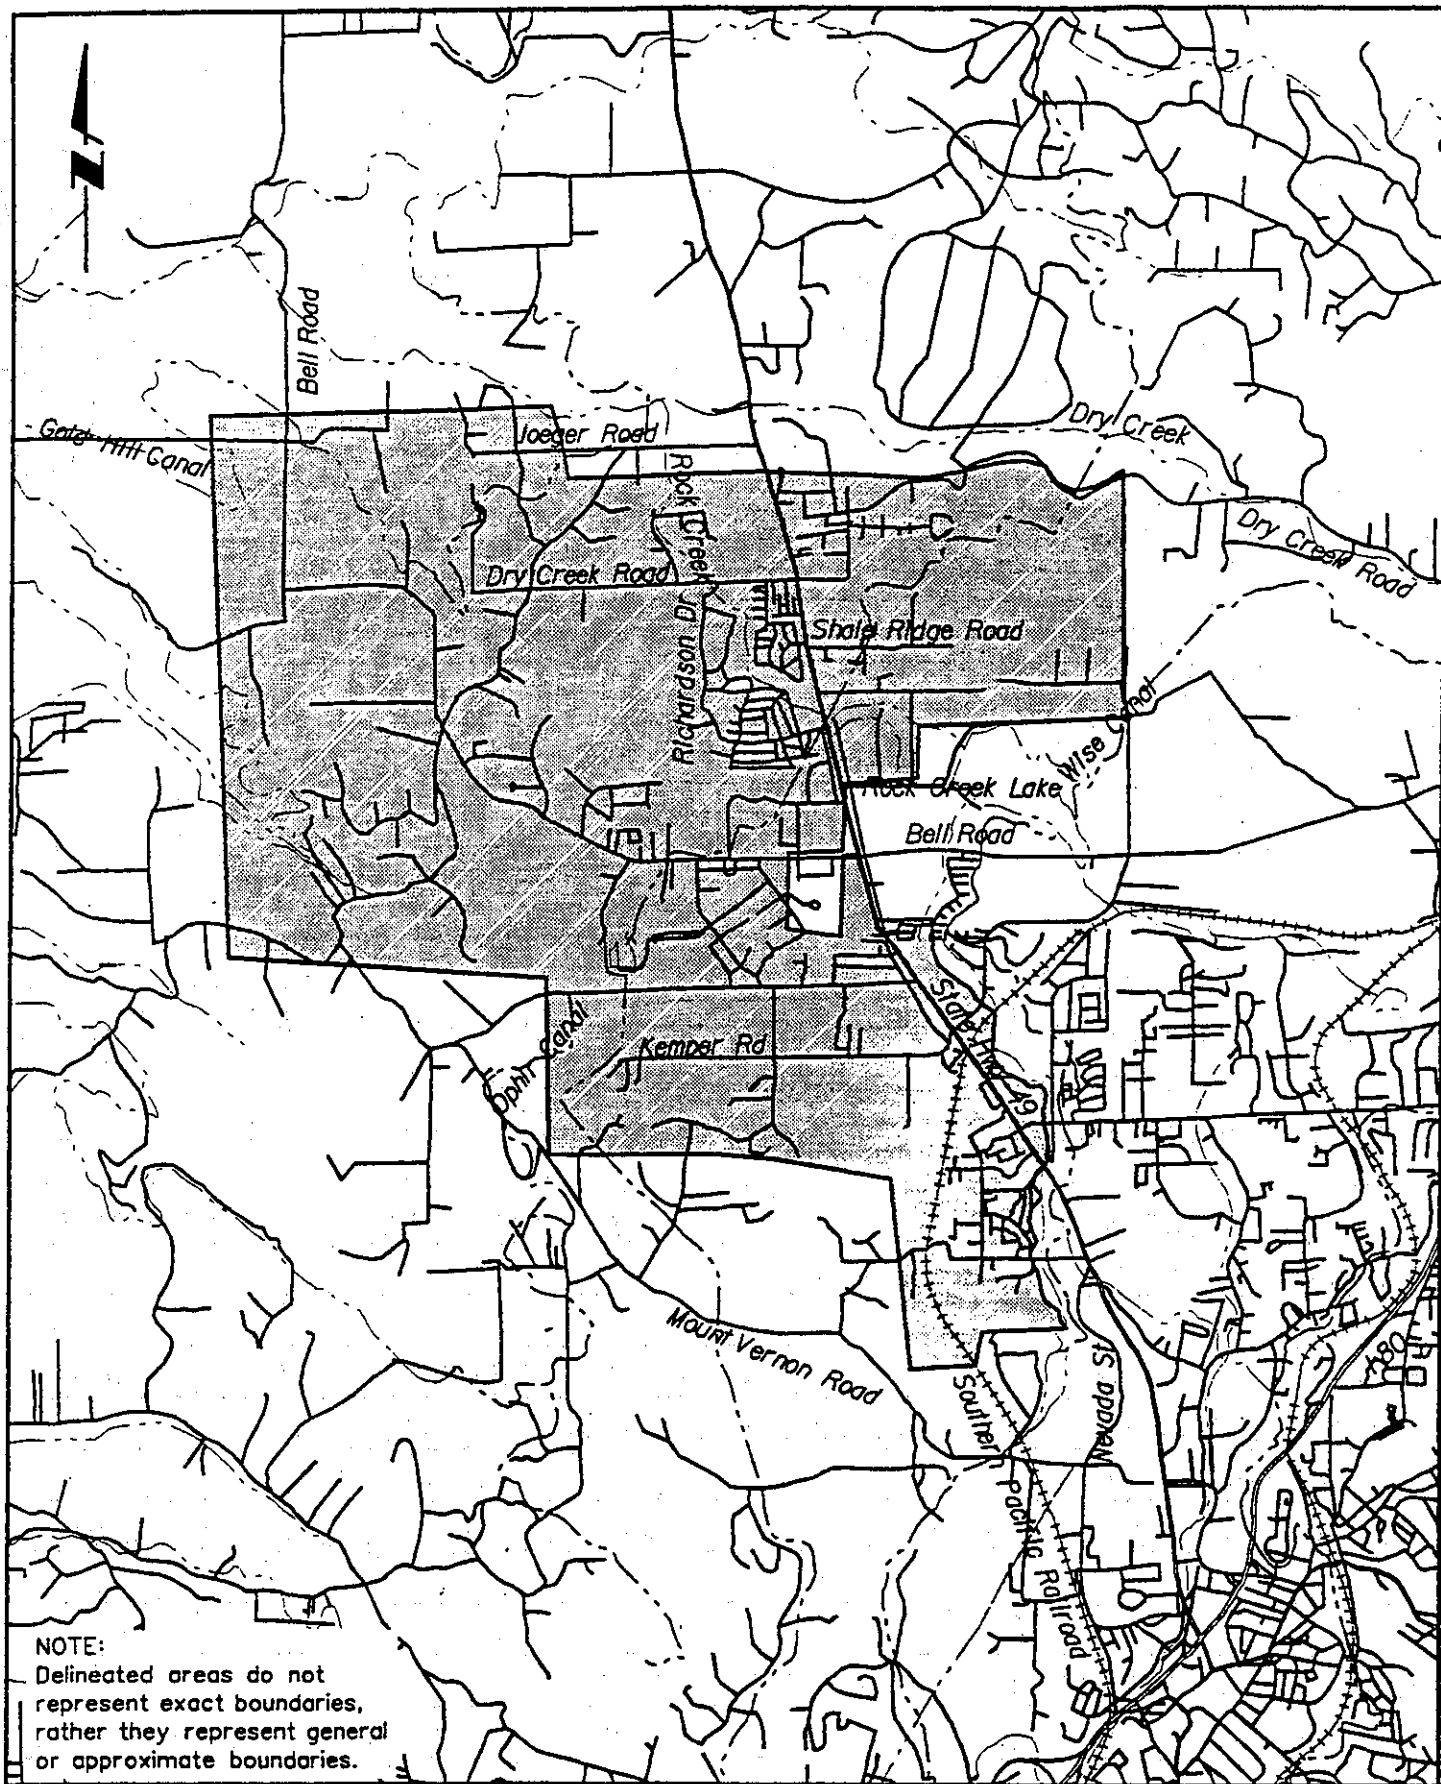 N
Bell Road
Gold Hill Canal
Joeger Road
Rock Creek
Dry Creek
Dry Creek Road
Dry Creek Road
Richardson Dr
Shale Ridge Road
Wise Canal
Rock Creek Lake
Bell Road
State Hwy 49
Ophir Canal
Kemper Rd
Mount Vernon Road
Nevada St
Souther Pacific Railroad
I-80
NOTE:
Delineated areas do not
represent exact boundaries,
rather they represent general
or approximate boundaries.